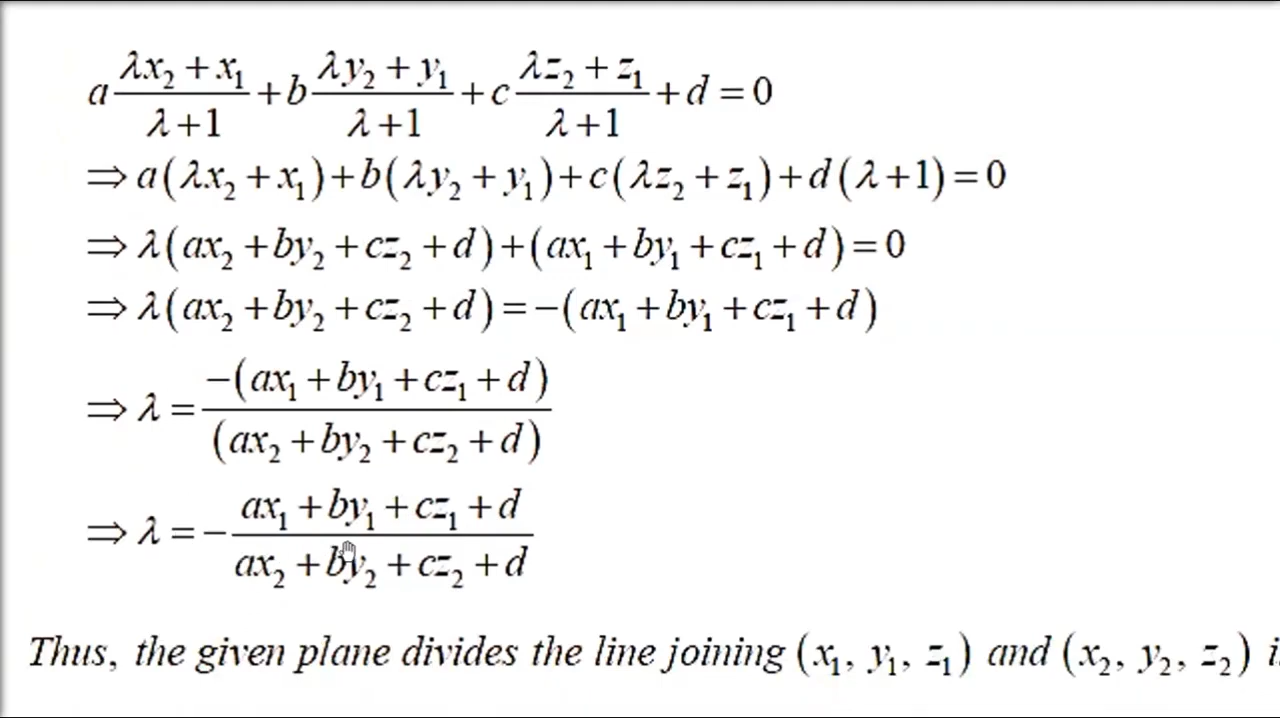 a (λx₂ + x₁)/(λ + 1) + b (λy₂ + y₁)/(λ + 1) + c (λz₂ + z₁)/(λ + 1) + d = 0
⇒ a(λx₂ + x₁) + b(λy₂ + y₁) + c(λz₂ + z₁) + d(λ + 1) = 0
⇒ λ(ax₂ + by₂ + cz₂ + d) + (ax₁ + by₁ + cz₁ + d) = 0
⇒ λ(ax₂ + by₂ + cz₂ + d) = −(ax₁ + by₁ + cz₁ + d)
⇒ λ = −(ax₁ + by₁ + cz₁ + d)/(ax₂ + by₂ + cz₂ + d)
⇒ λ = − (ax₁ + by₁ + cz₁ + d)/(ax₂ + by₂ + cz₂ + d)
Thus, the given plane divides the line joining (x₁, y₁, z₁) and (x₂, y₂, z₂)